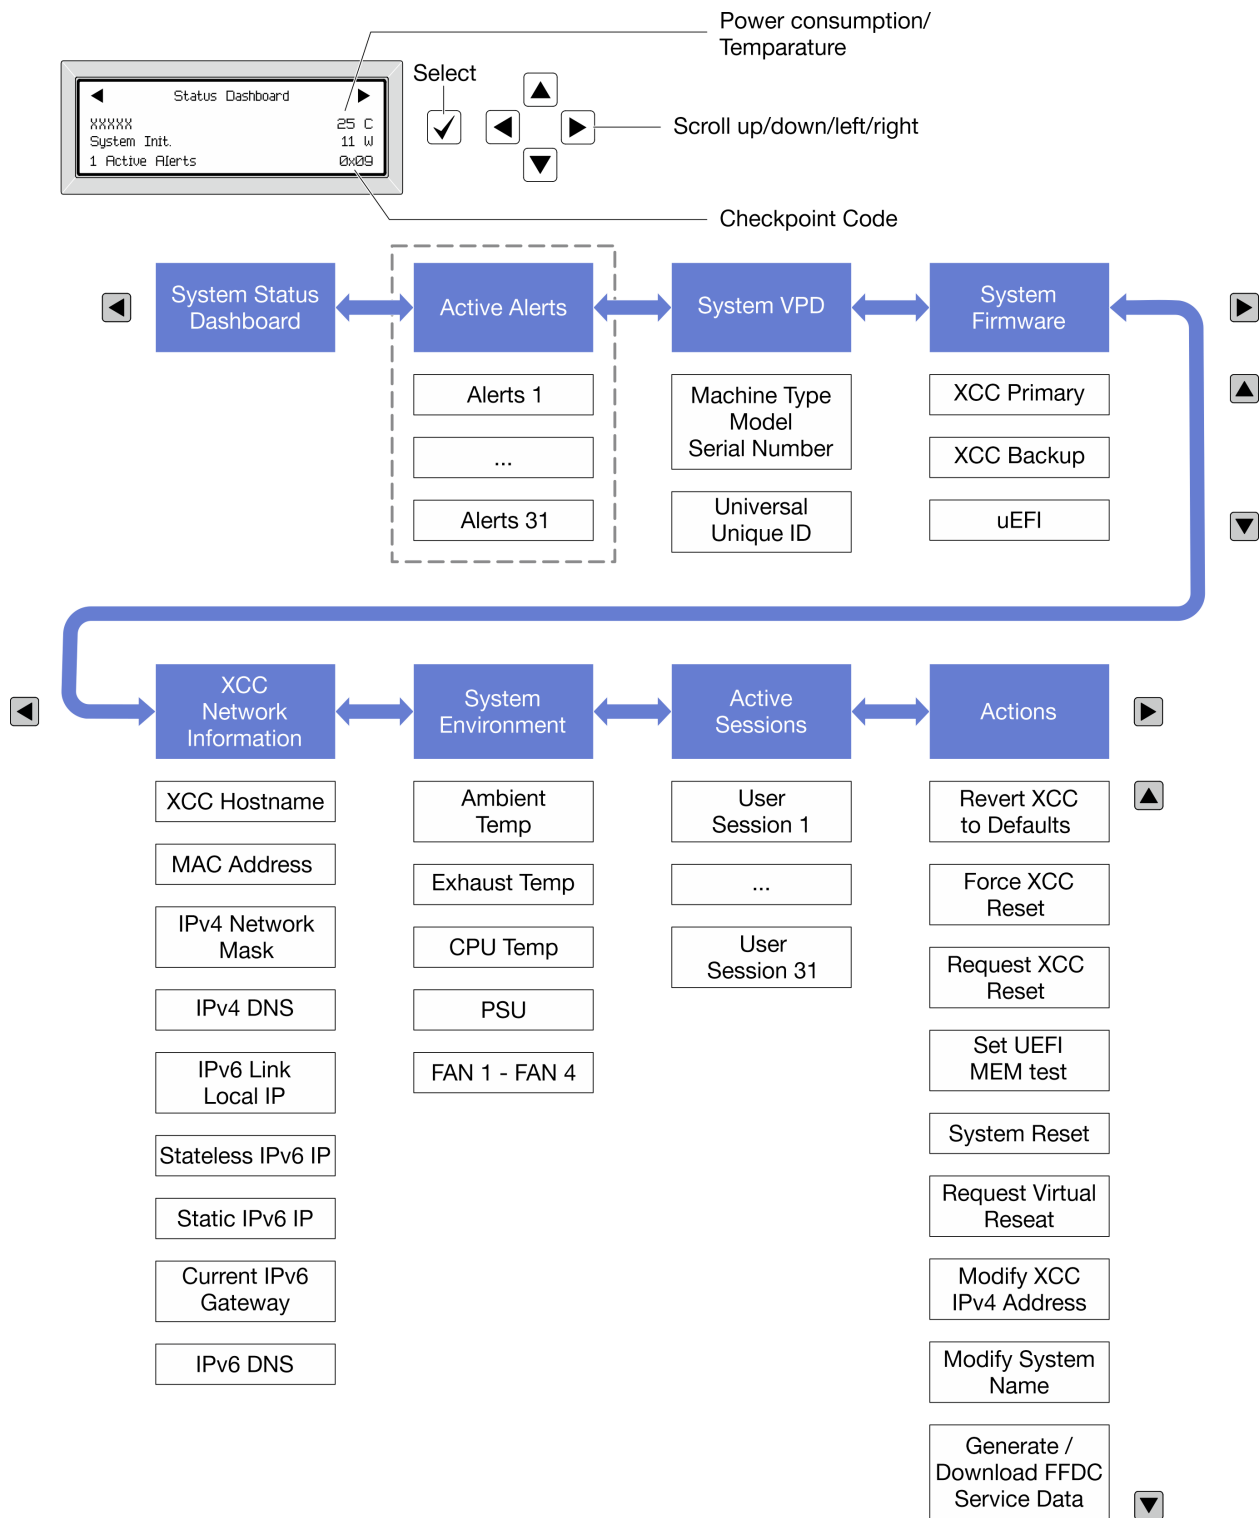 Power consumption/
Temparature
Select
Status Dashboard
XXXXX 25 C
System Init. 11 W
1 Active Alerts 0x09
Scroll up/down/left/right
Checkpoint Code
System Status
Dashboard
Active Alerts
System VPD
System
Firmware
Alerts 1
...
Alerts 31
Machine Type
Model
Serial Number
Universal
Unique ID
XCC Primary
XCC Backup
uEFI
XCC
Network
Information
System
Environment
Active
Sessions
Actions
XCC Hostname
MAC Address
IPv4 Network
Mask
IPv4 DNS
IPv6 Link
Local IP
Stateless IPv6 IP
Static IPv6 IP
Current IPv6
Gateway
IPv6 DNS
Ambient
Temp
Exhaust Temp
CPU Temp
PSU
FAN 1 - FAN 4
User
Session 1
...
User
Session 31
Revert XCC
to Defaults
Force XCC
Reset
Request XCC
Reset
Set UEFI
MEM test
System Reset
Request Virtual
Reseat
Modify XCC
IPv4 Address
Modify System
Name
Generate /
Download FFDC
Service Data